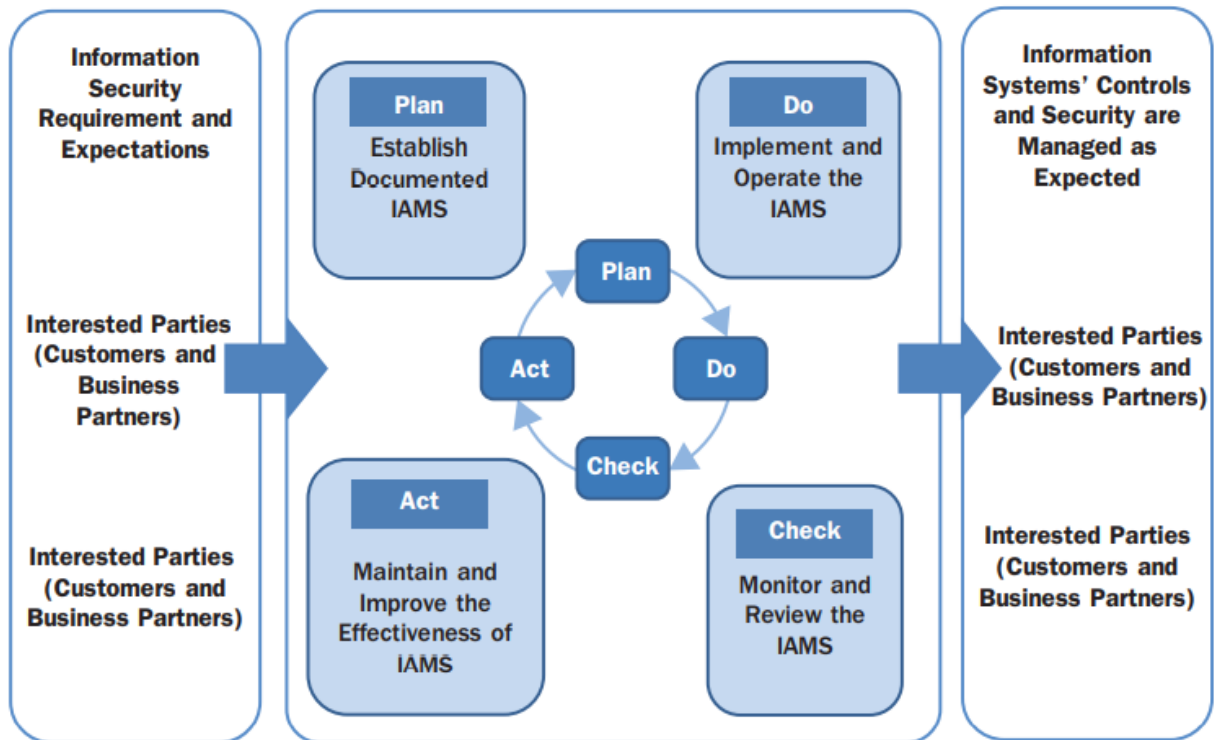 Information
Security
Requirement and
Expectations
Interested Parties
(Customers and
Business
Partners)
Interested Parties
(Customers and
Business Partners)
Plan
Establish
Documented
IAMS
Do
Implement and
Operate the
IAMS
Plan
Do
Check
Act
Act
Maintain and
Improve the
Effectiveness of
IAMS
Check
Monitor and
Review the
IAMS
Information
Systems’ Controls
and Security are
Managed as
Expected
Interested Parties
(Customers and
Business Partners)
Interested Parties
(Customers and
Business Partners)